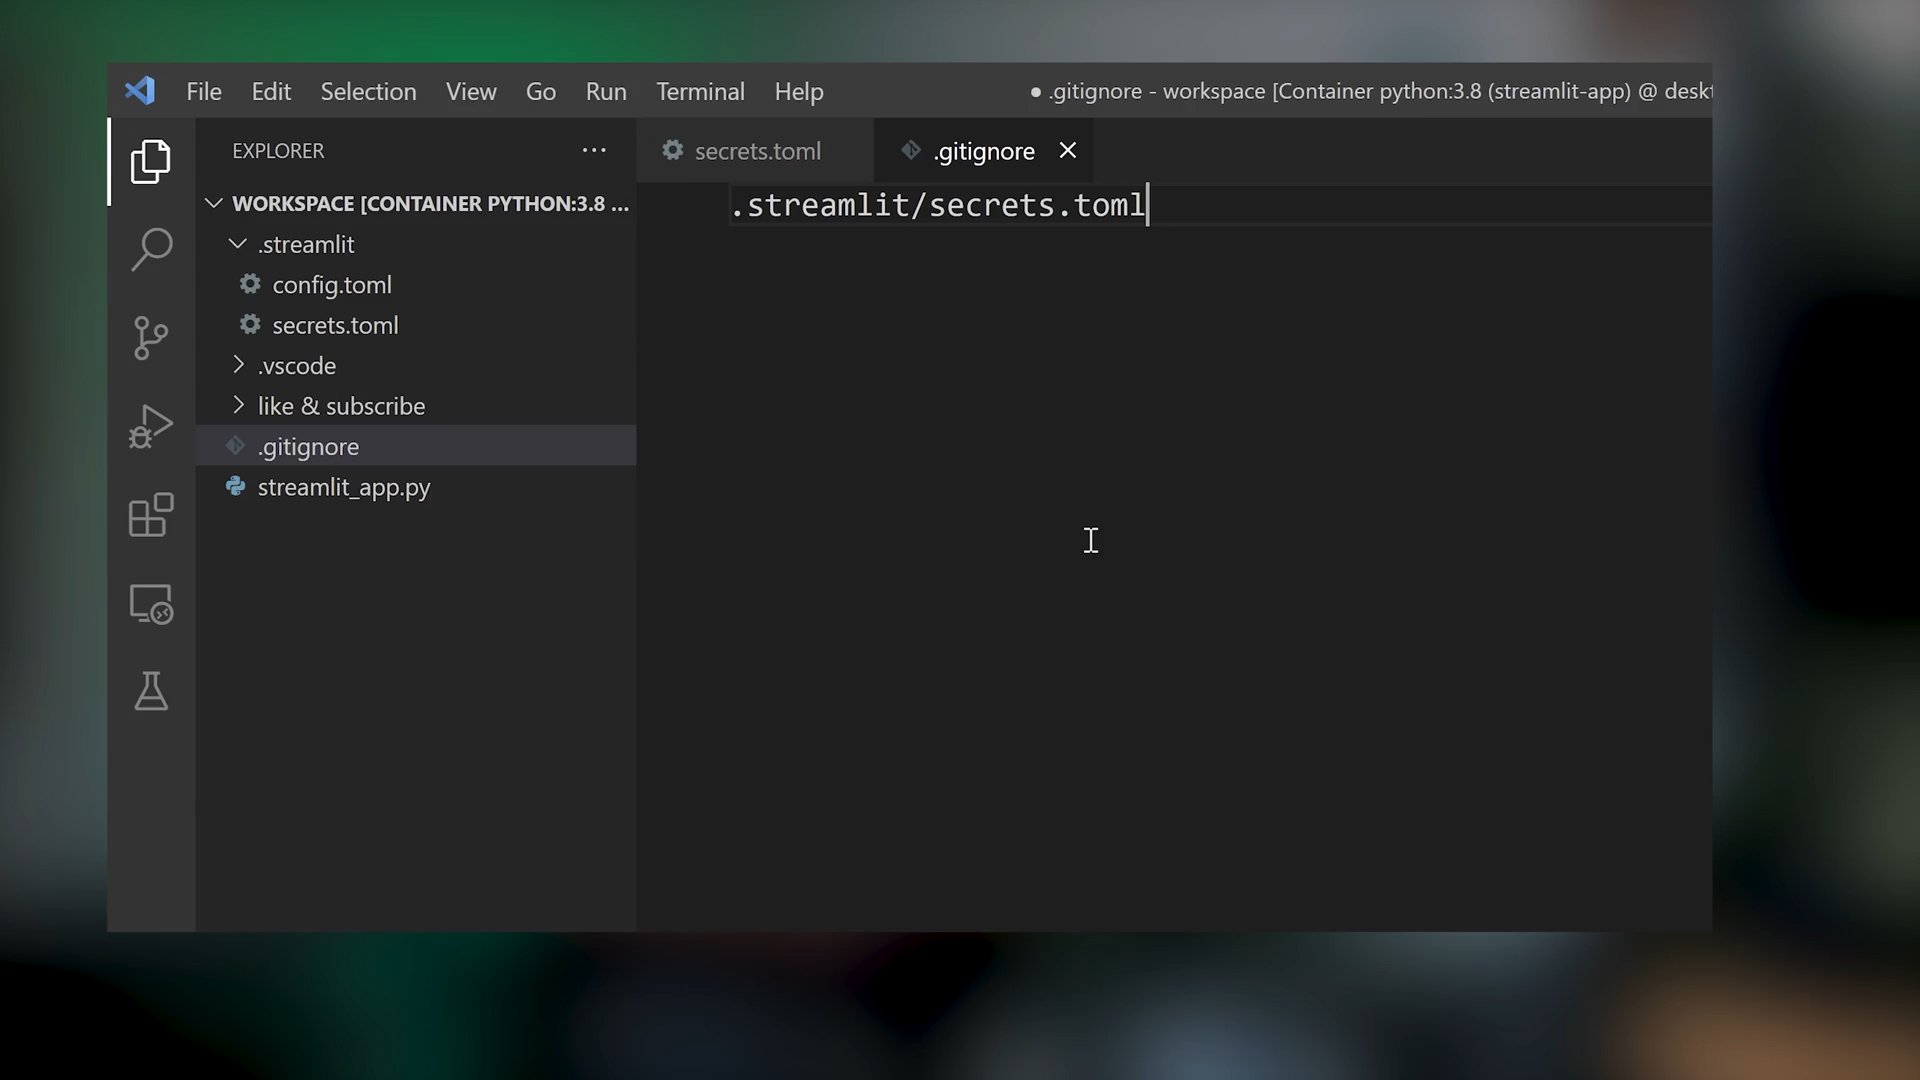 File Edit Selection View Go Run Terminal Help
● .gitignore - workspace [Container python:3.8 (streamlit-app) @ deskt
EXPLORER ...
secrets.toml
.gitignore
WORKSPACE [CONTAINER PYTHON:3.8 ...
.streamlit
config.toml
secrets.toml
.vscode
like & subscribe
.gitignore
streamlit_app.py
.streamlit/secrets.toml